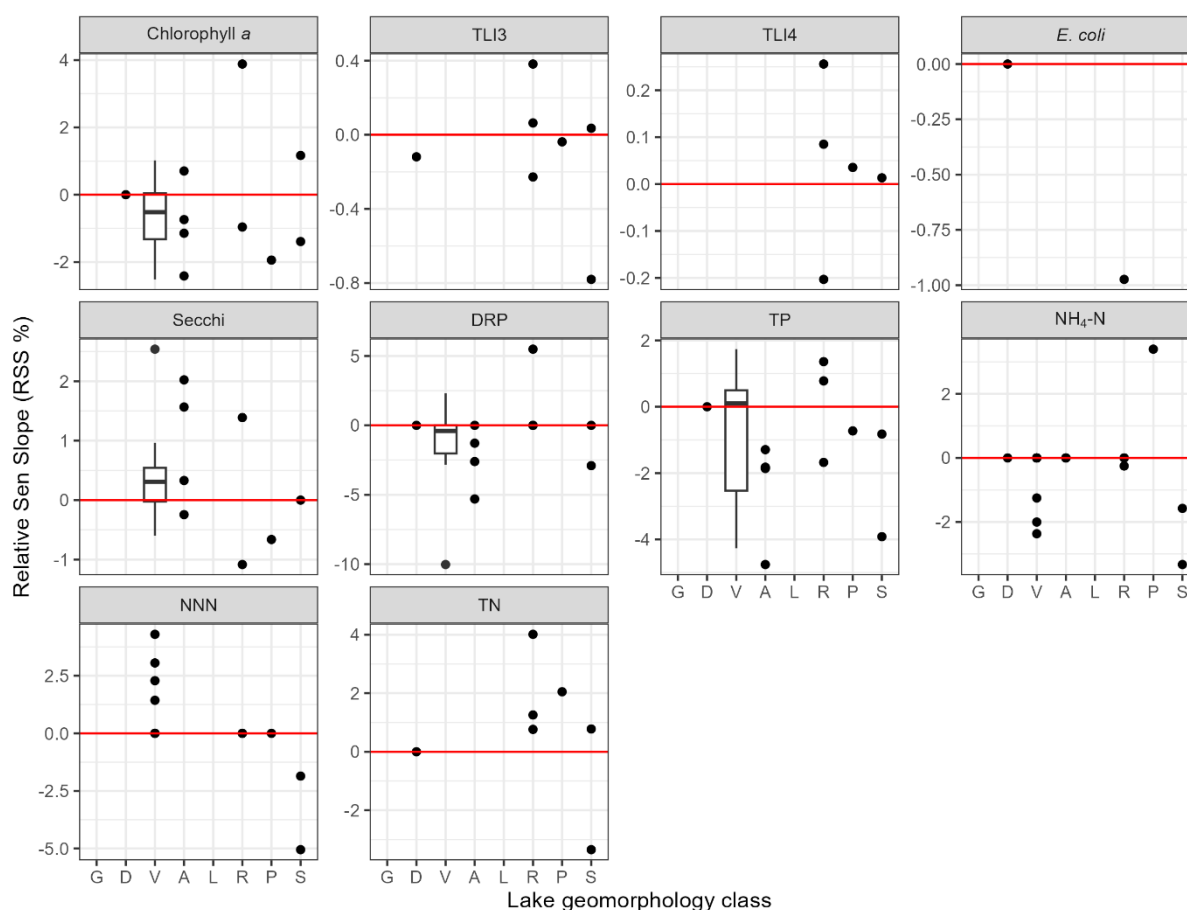 Relative Sen Slope (RSS %)
Chlorophyll a
4
2
0
-2
TLI3
0.4
0.0
-0.4
-0.8
TLI4
0.2
0.1
0.0
-0.1
-0.2
E. coli
0.00
-0.25
-0.50
-0.75
-1.00
Secchi
2
1
0
-1
DRP
5
0
-5
-10
TP
2
0
-2
-4
G D V A L R P S
NH₄-N
2
0
-2
G D V A L R P S
NNN
2.5
0.0
-2.5
-5.0
G D V A L R P S
TN
4
2
0
-2
G D V A L R P S
Lake geomorphology class